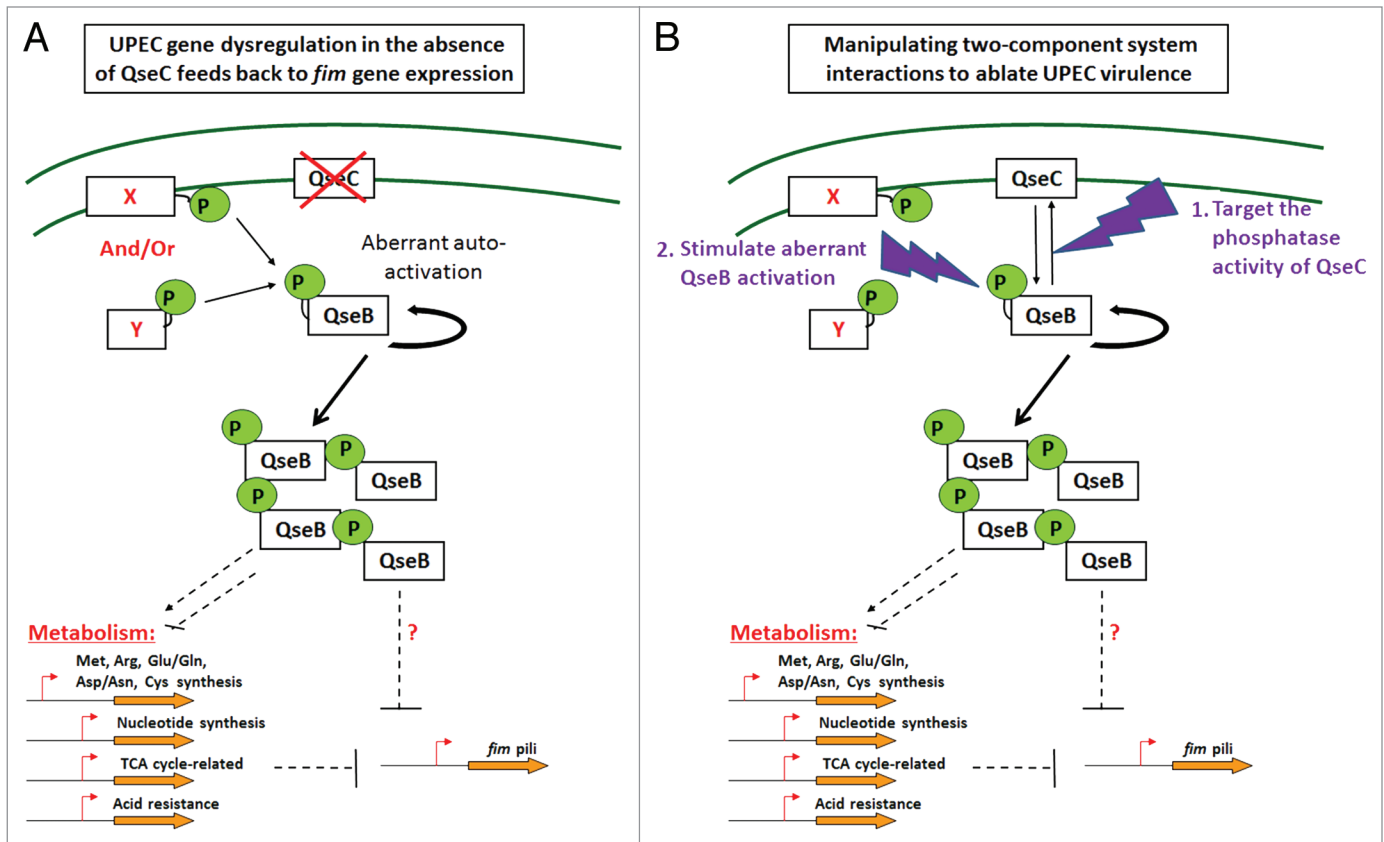 A
UPEC gene dysregulation in the absence
of QseC feeds back to fim gene expression
QseC
X
P
And/Or
Aberrant auto-
activation
P
P
Y
QseB
P
P
QseB
QseB
P
P
QseB
QseB
Metabolism:
?
Met, Arg, Glu/Gln,
Asp/Asn, Cys synthesis
Nucleotide synthesis
TCA cycle-related
fim pili
Acid resistance
B
Manipulating two-component system
interactions to ablate UPEC virulence
QseC
X
P
1. Target the
phosphatase
activity of QseC
2. Stimulate aberrant
QseB activation
P
P
Y
QseB
P
P
QseB
QseB
P
P
QseB
QseB
Metabolism:
?
Met, Arg, Glu/Gln,
Asp/Asn, Cys synthesis
Nucleotide synthesis
TCA cycle-related
fim pili
Acid resistance